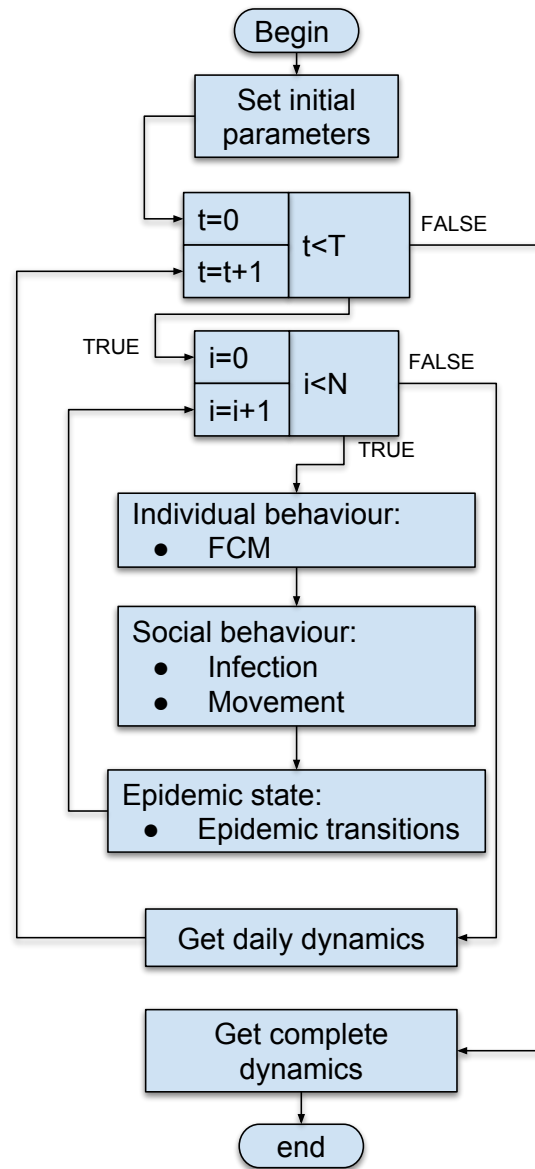 Begin
Set initial
parameters
t=0
t=t+1
t<T
FALSE
TRUE
i=0
i=i+1
i<N
FALSE
TRUE
Individual behaviour:
● FCM
Social behaviour:
● Infection
● Movement
Epidemic state:
● Epidemic transitions
Get daily dynamics
Get complete
dynamics
end